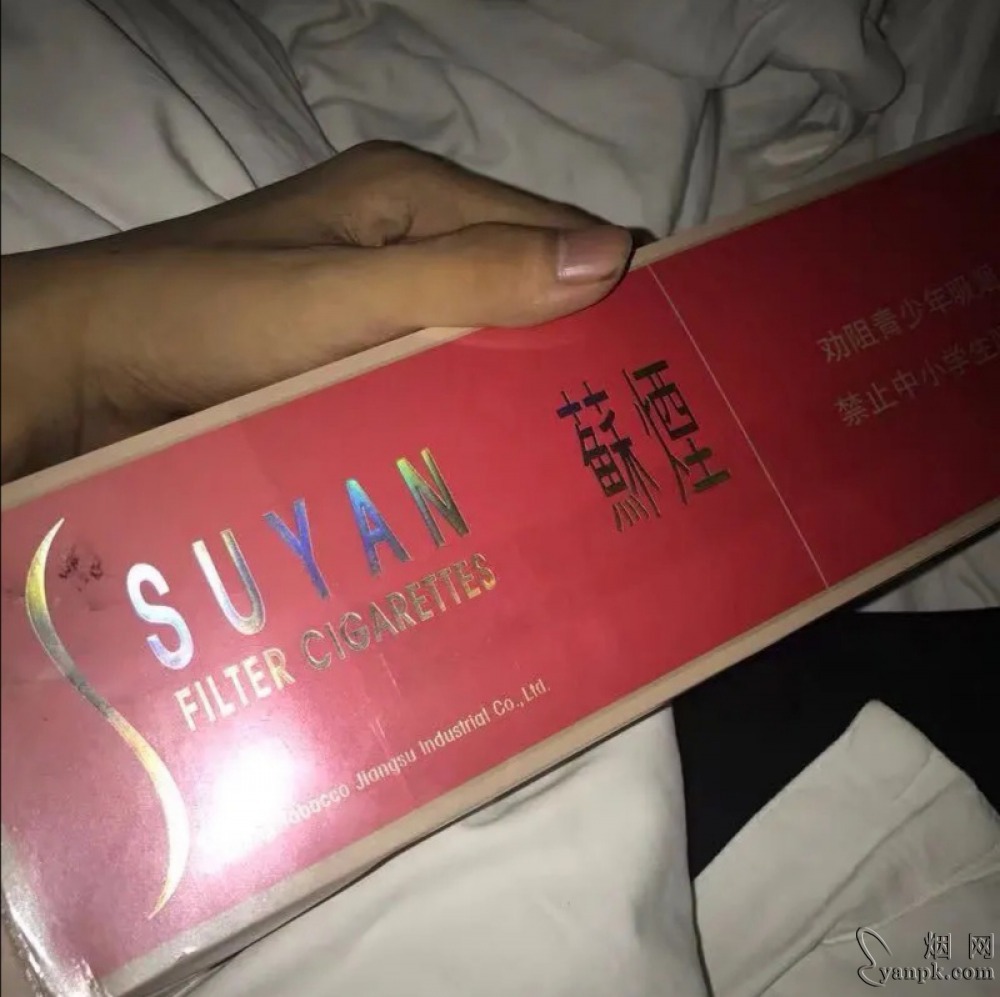 SUYAN
FILTER CIGARETTES
Tobacco Jiangsu Industrial Co.,Ltd.
蘇煙
劝阻青少年吸烟
禁止中小学生
烟网
yanpk.com